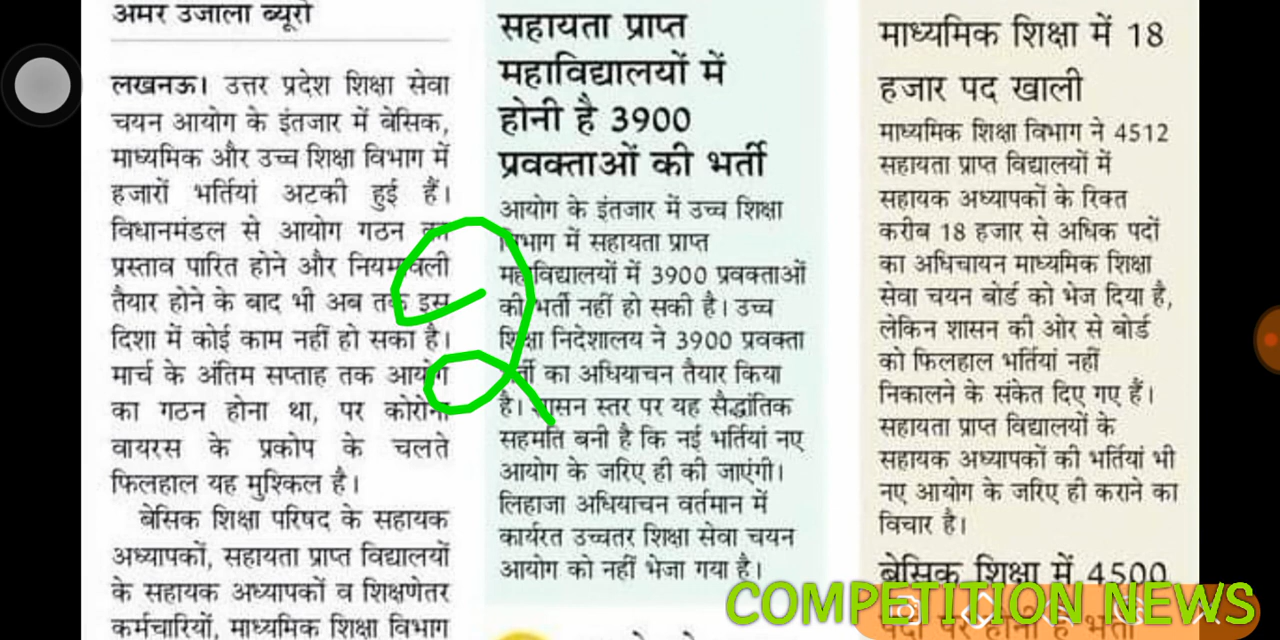 अमर उजाला ब्यूरो
लखनऊ। उत्तर प्रदेश शिक्षा सेवा
चयन आयोग के इंतजार में बेसिक,
माध्यमिक और उच्च शिक्षा विभाग में
हजारों भर्तियां अटकी हुई हैं।
विधानमंडल से आयोग गठन का
प्रस्ताव पारित होने और नियमावली
तैयार होने के बाद भी अब तक इस
दिशा में कोई काम नहीं हो सका है।
मार्च के अंतिम सप्ताह तक आयोग
का गठन होना था, पर कोरोना
वायरस के प्रकोप के चलते
फिलहाल यह मुश्किल है।
बेसिक शिक्षा परिषद के सहायक
अध्यापकों, सहायता प्राप्त विद्यालयों
के सहायक अध्यापकों व शिक्षणेतर
कर्मचारियों, माध्यमिक शिक्षा विभाग
सहायता प्राप्त
महाविद्यालयों में
होनी है 3900
प्रवक्ताओं की भर्ती
आयोग के इंतजार में उच्च शिक्षा
विभाग में सहायता प्राप्त
महाविद्यालयों में 3900 प्रवक्ताओं
की भर्ती नहीं हो सकी है। उच्च
शिक्षा निदेशालय ने 3900 प्रवक्ता
भर्ती का अधियाचन तैयार किया
है। शासन स्तर पर यह सैद्धांतिक
सहमति बनी है कि नई भर्तियां नए
आयोग के जरिए ही की जाएंगी।
लिहाजा अधियाचन वर्तमान में
कार्यरत उच्चतर शिक्षा सेवा चयन
आयोग को नहीं भेजा गया है।
माध्यमिक शिक्षा में 18
हजार पद खाली
माध्यमिक शिक्षा विभाग ने 4512
सहायता प्राप्त विद्यालयों में
सहायक अध्यापकों के रिक्त
करीब 18 हजार से अधिक पदों
का अधिचायन माध्यमिक शिक्षा
सेवा चयन बोर्ड को भेज दिया है,
लेकिन शासन की ओर से बोर्ड
को फिलहाल भर्तियां नहीं
निकालने के संकेत दिए गए हैं।
सहायता प्राप्त विद्यालयों के
सहायक अध्यापकों की भर्तियां भी
नए आयोग के जरिए ही कराने का
विचार है।
बेसिक शिक्षा में 4500
पदों पर होनी है
COMPETITION NEWS